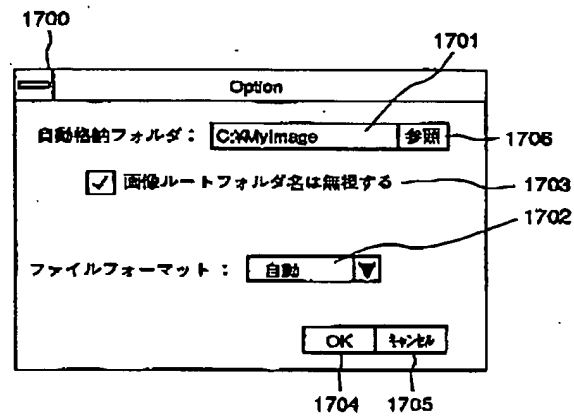 1700
1701
Option
自動格納フォルダ： C:¥MyImage 参照 1706
画像ルートフォルダ名は無視する 1703
1702
ファイルフォーマット： 自動
OK ｷｬﾝｾﾙ
1704 1705